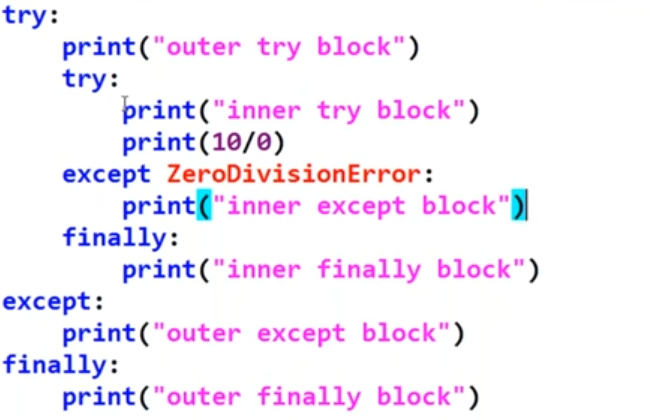 try:
    print("outer try block")
    try:
        print("inner try block")
        print(10/0)
    except ZeroDivisionError:
        print("inner except block")
    finally:
        print("inner finally block")
except:
    print("outer except block")
finally:
    print("outer finally block")